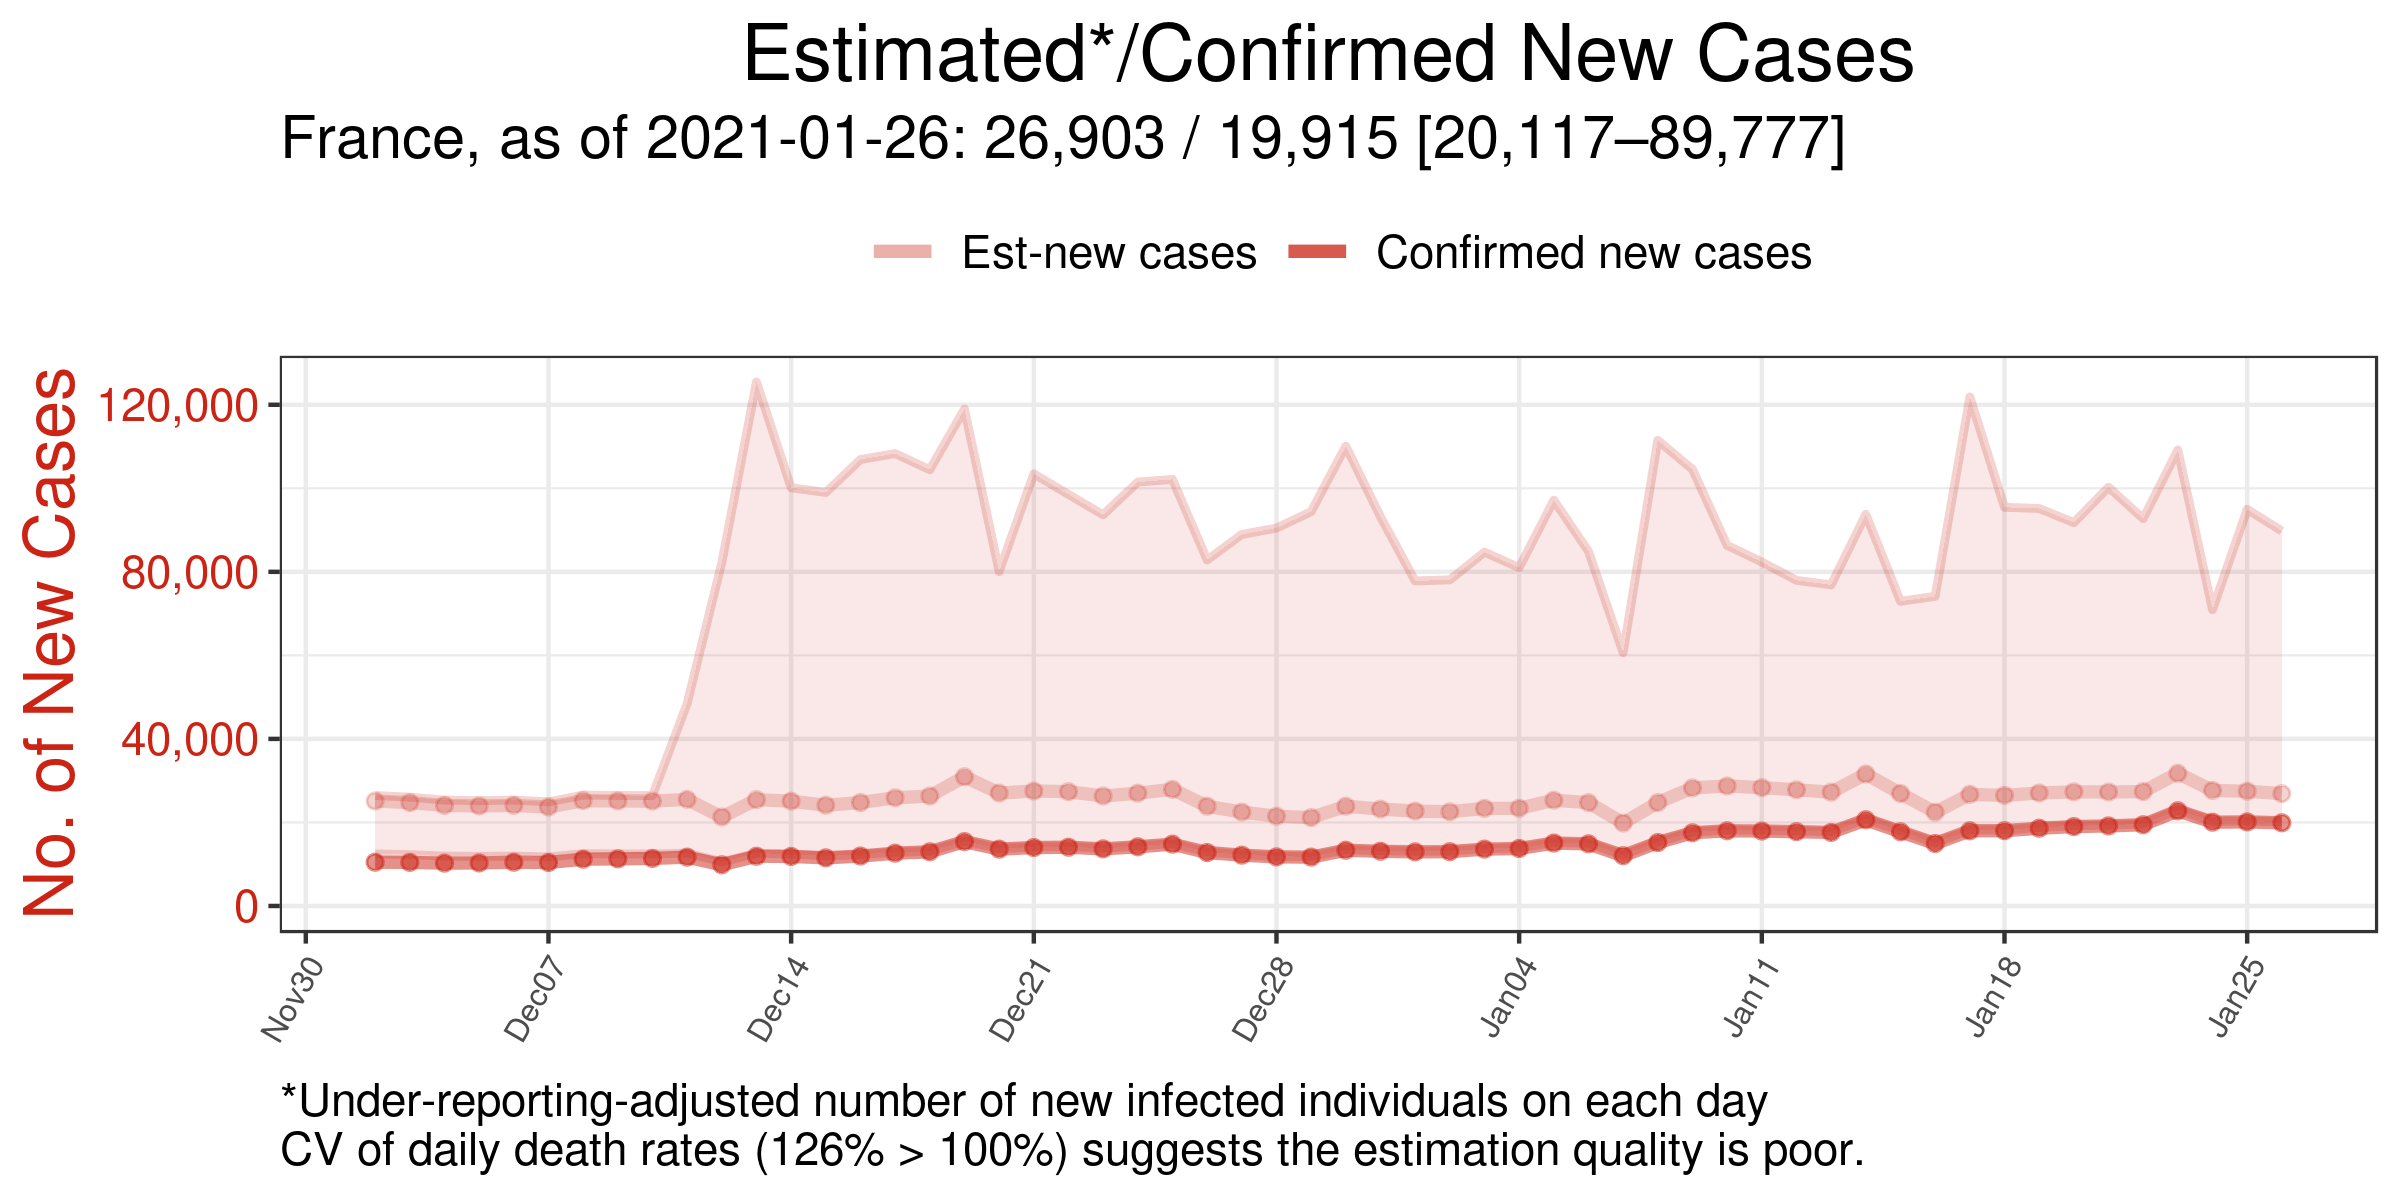 Estimated*/Confirmed New Cases
France, as of 2021-01-26: 26,903 / 19,915 [20,117–89,777]
Est-new cases
Confirmed new cases
No. of New Cases
120,000
80,000
40,000
0
Nov30
Dec07
Dec14
Dec21
Dec28
Jan04
Jan11
Jan18
Jan25
*Under-reporting-adjusted number of new infected individuals on each day
CV of daily death rates (126% > 100%) suggests the estimation quality is poor.